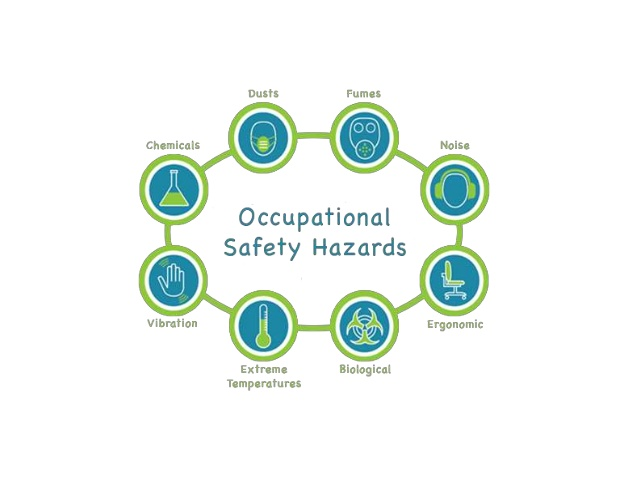 Dusts
Fumes
Chemicals
Noise
Occupational
Safety Hazards
Vibration
Ergonomic
Extreme
Temperatures
Biological